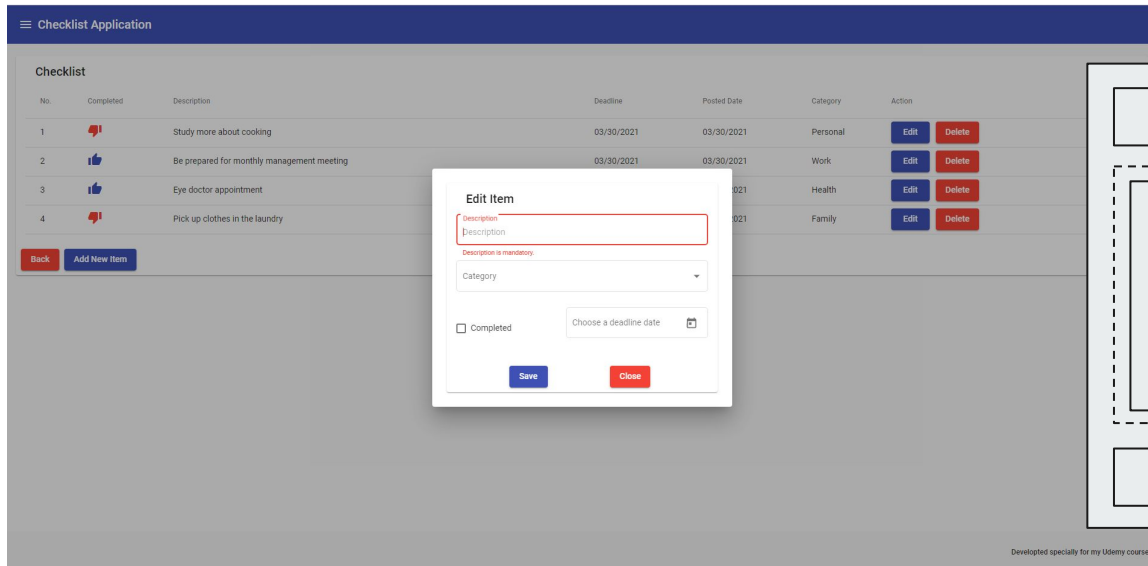 Checklist Application
Checklist
No. Completed Description Deadline Posted Date Category Action
1 Study more about cooking 03/30/2021 03/30/2021 Personal Edit Delete
2 Be prepared for monthly management meeting 03/30/2021 03/30/2021 Work Edit Delete
3 Eye doctor appointment 2021 Health Edit Delete
4 Pick up clothes in the laundry 2021 Family Edit Delete
Back Add New Item
Edit Item
Description
Description
Description is mandatory.
Category
Completed Choose a deadline date
Save Close
Developted specially for my Udemy course